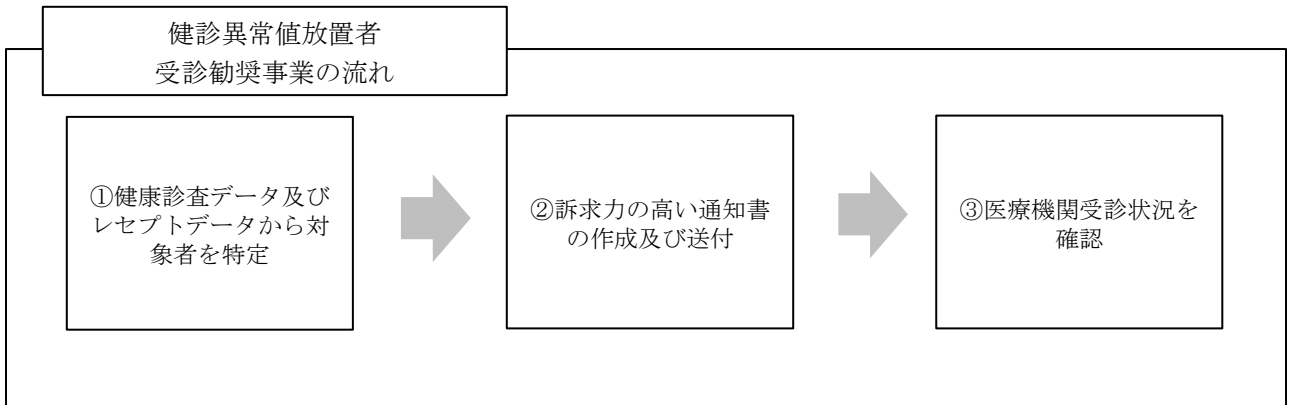 健診異常値放置者
受診勧奨事業の流れ
①健康診査データ及び
レセプトデータから対
象者を特定
②訴求力の高い通知書
の作成及び送付
③医療機関受診状況を
確認